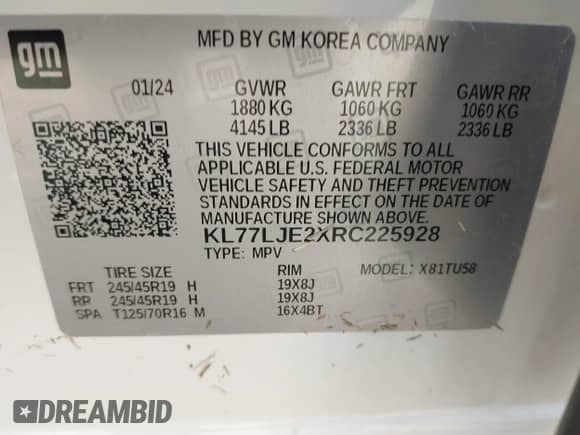 gm
MFD BY GM KOREA COMPANY
01/24 GVWR GAWR FRT GAWR RR
1880 KG 1060 KG 1060 KG
4145 LB 2336 LB 2336 LB
THIS VEHICLE CONFORMS TO ALL
APPLICABLE U.S. FEDERAL MOTOR
VEHICLE SAFETY AND THEFT PREVENTION
STANDARDS IN EFFECT ON THE DATE OF
MANUFACTURE SHOWN ABOVE.
KL77LJE2XRC225928
TYPE: MPV MODEL: X81TU58
TIRE SIZE RIM
FRT 245/45R19 H 19X8J
RR 245/45R19 H 19X8J
SPA T125/70R16 M 16X4BT
DREAMBID